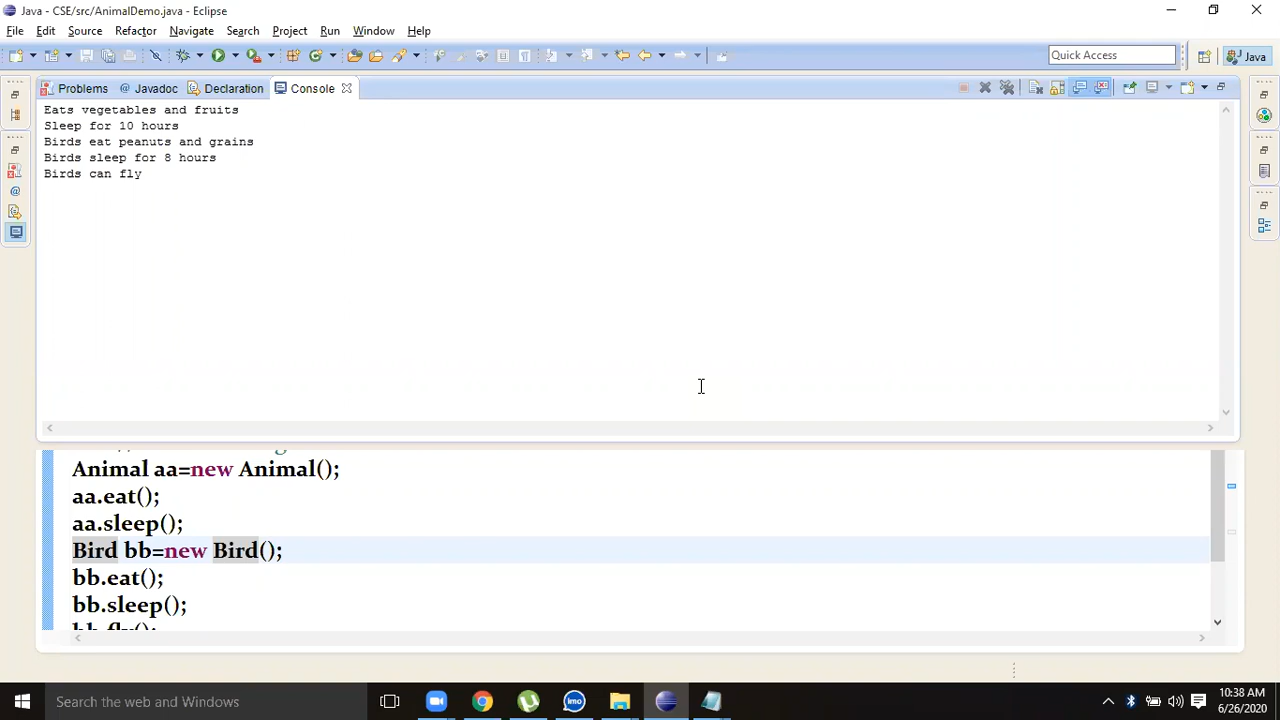 Java - CSE/src/AnimalDemo.java - Eclipse
File Edit Source Refactor Navigate Search Project Run Window Help
Quick Access
Java
Problems @ Javadoc Declaration Console
Eats vegetables and fruits
Sleep for 10 hours
Birds eat peanuts and grains
Birds sleep for 8 hours
Birds can fly
Animal aa=new Animal();
aa.eat();
aa.sleep();
Bird bb=new Bird();
bb.eat();
bb.sleep();
bb.fly();
Search the web and Windows
imo
10:38 AM
6/26/2020